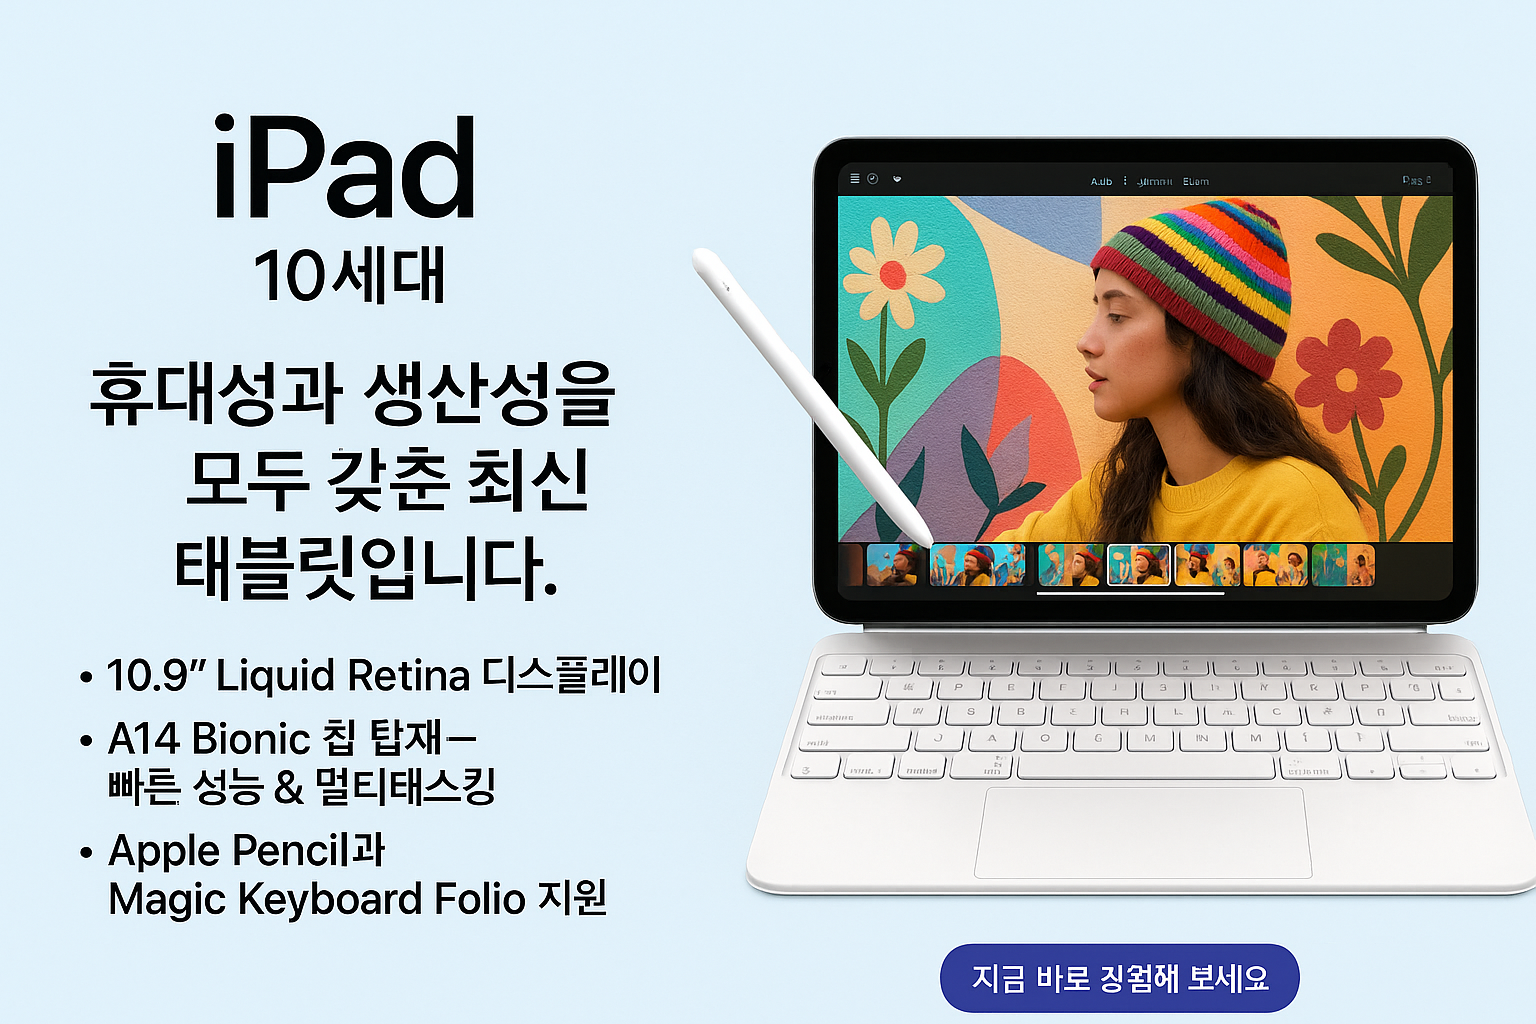 iPad
10세대
휴대성과 생산성을
모두 갖춘 최신
태블릿입니다.
• 10.9” Liquid Retina 디스플레이
• A14 Bionic 칩 탑재—
빠른 성능 & 멀티태스킹
• Apple Pencil과
Magic Keyboard Folio 지원
지금 바로 보세요